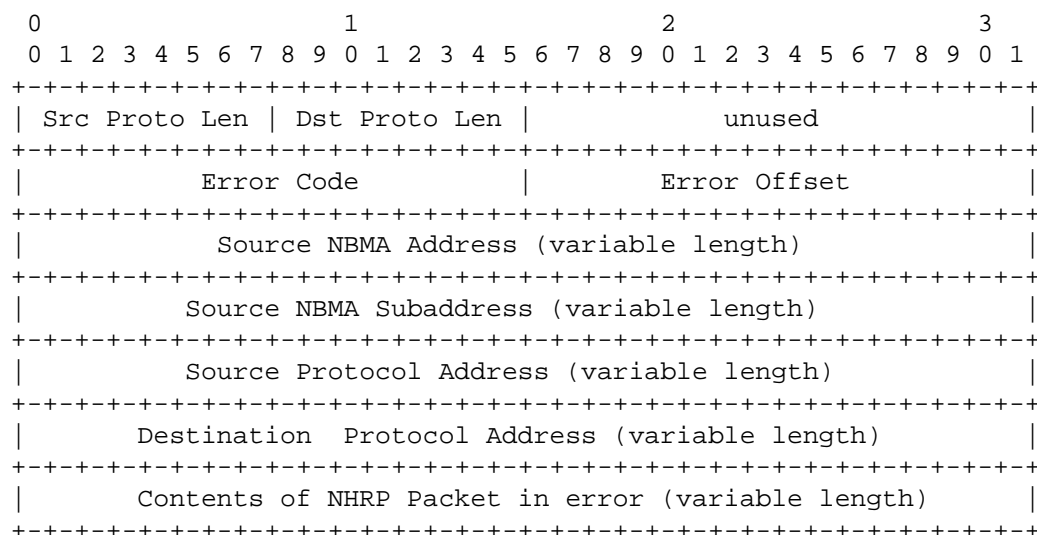 0                   1                   2                   3
 0 1 2 3 4 5 6 7 8 9 0 1 2 3 4 5 6 7 8 9 0 1 2 3 4 5 6 7 8 9 0 1
+-+-+-+-+-+-+-+-+-+-+-+-+-+-+-+-+-+-+-+-+-+-+-+-+-+-+-+-+-+-+-+-+
| Src Proto Len | Dst Proto Len |            unused             |
+-+-+-+-+-+-+-+-+-+-+-+-+-+-+-+-+-+-+-+-+-+-+-+-+-+-+-+-+-+-+-+-+
|           Error Code          |        Error Offset           |
+-+-+-+-+-+-+-+-+-+-+-+-+-+-+-+-+-+-+-+-+-+-+-+-+-+-+-+-+-+-+-+-+
|            Source NBMA Address (variable length)              |
+-+-+-+-+-+-+-+-+-+-+-+-+-+-+-+-+-+-+-+-+-+-+-+-+-+-+-+-+-+-+-+-+
|          Source NBMA Subaddress (variable length)             |
+-+-+-+-+-+-+-+-+-+-+-+-+-+-+-+-+-+-+-+-+-+-+-+-+-+-+-+-+-+-+-+-+
|          Source Protocol Address (variable length)            |
+-+-+-+-+-+-+-+-+-+-+-+-+-+-+-+-+-+-+-+-+-+-+-+-+-+-+-+-+-+-+-+-+
|       Destination  Protocol Address (variable length)         |
+-+-+-+-+-+-+-+-+-+-+-+-+-+-+-+-+-+-+-+-+-+-+-+-+-+-+-+-+-+-+-+-+
|       Contents of NHRP Packet in error (variable length)      |
+-+-+-+-+-+-+-+-+-+-+-+-+-+-+-+-+-+-+-+-+-+-+-+-+-+-+-+-+-+-+-+-+